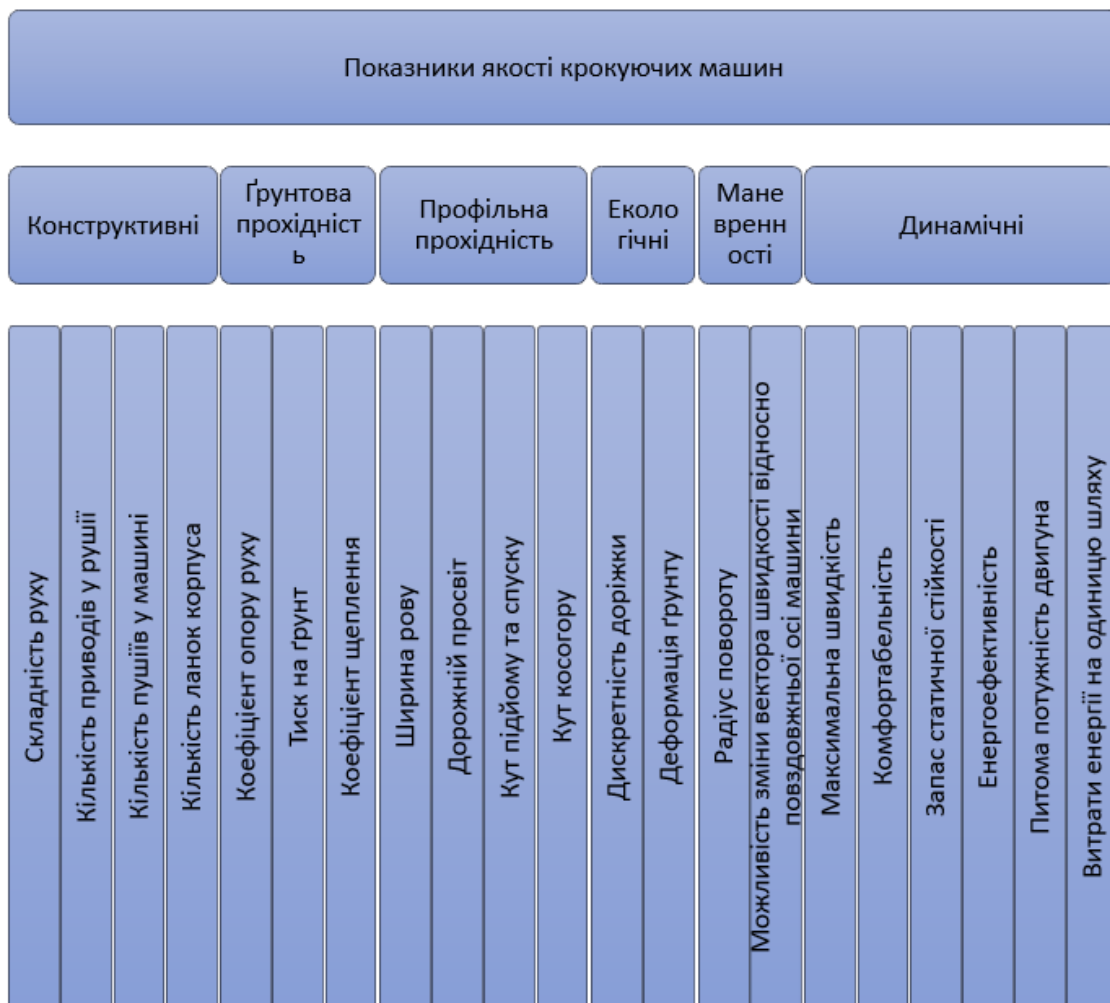 Показники якості крокуючих машин
Конструктивні
Ґрунтова
прохідніст
ь
Профільна
прохідність
Еколо
гічні
Мане
вренн
ості
Динамічні
Складність руху
Кількість приводів у рушії
Кількість пушіїв у машині
Кількість ланок корпуса
Коефіцієнт опору руху
Тиск на ґрунт
Коефіцієнт щеплення
Ширина рову
Дорожній просвіт
Кут підйому та спуску
Кут косогору
Дискретність доріжки
Деформація ґрунту
Радіус повороту
Можливість зміни вектора швидкості відносно
повздовжньої осі машини
Максимальна швидкість
Комфортабельність
Запас статичної стійкості
Енергоефективність
Питома потужність двигуна
Витрати енергії на одиницю шляху